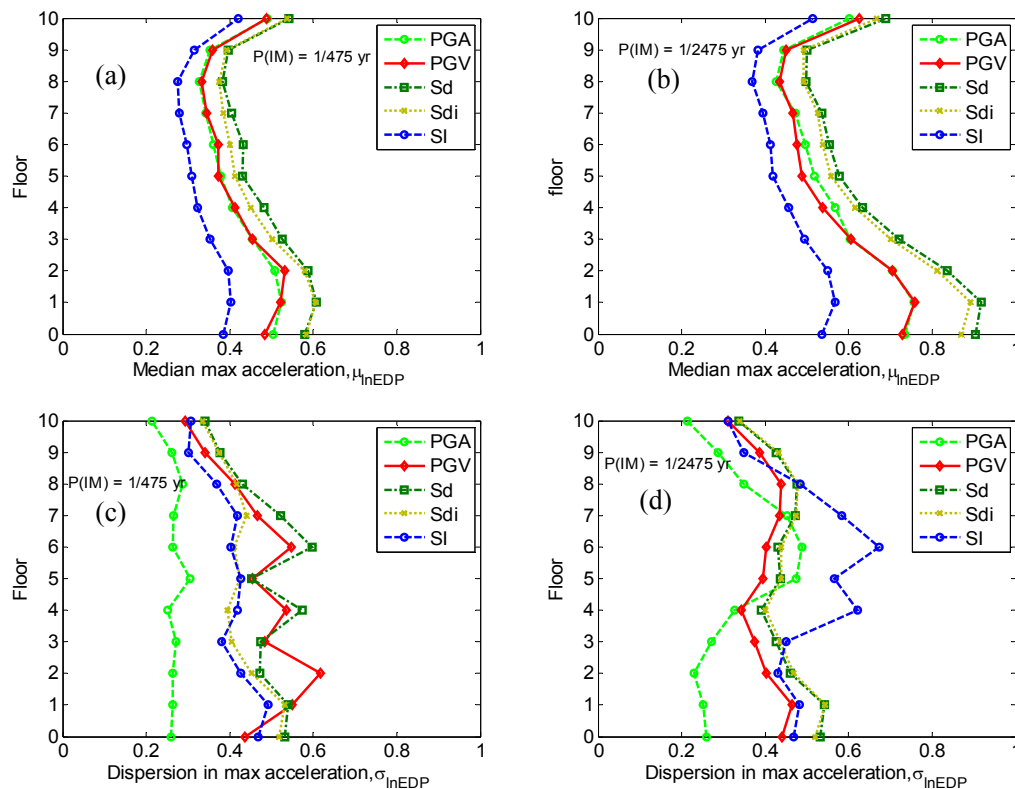 10
9
8
7
6
5
4
3
2
1
0
Floor
(a)
P(IM) = 1/475 yr
PGA
PGV
Sd
Sdi
SI
0 0.2 0.4 0.6 0.8 1
Median max acceleration,μlnEDP
10
9
8
7
6
5
4
3
2
1
0
floor
(b)
P(IM) = 1/2475 yr
PGA
PGV
Sd
Sdi
SI
0 0.2 0.4 0.6 0.8 1
Median max acceleration,μlnEDP
10
9
8
7
6
5
4
3
2
1
0
Floor
P(IM) = 1/475 yr
(c)
PGA
PGV
Sd
Sdi
SI
0 0.2 0.4 0.6 0.8 1
Dispersion in max acceleration,σlnEDP
10
9
8
7
6
5
4
3
2
1
0
Floor
P(IM) = 1/2475 yr
(d)
PGA
PGV
Sd
Sdi
SI
0 0.2 0.4 0.6 0.8 1
Dispersion in max acceleration,σlnEDP